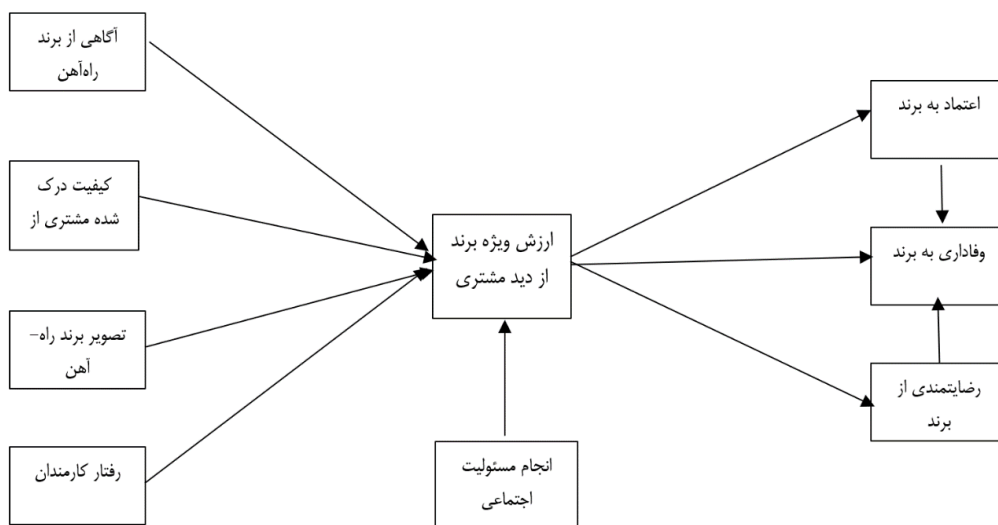 آگاهی از برند
راه‌آهن
کیفیت درک
شده مشتری از
تصویر برند راه-
آهن
رفتار کارمندان
ارزش ویژه برند
از دید مشتری
انجام مسئولیت
اجتماعی
اعتماد به برند
وفاداری به برند
رضایتمندی از
برند